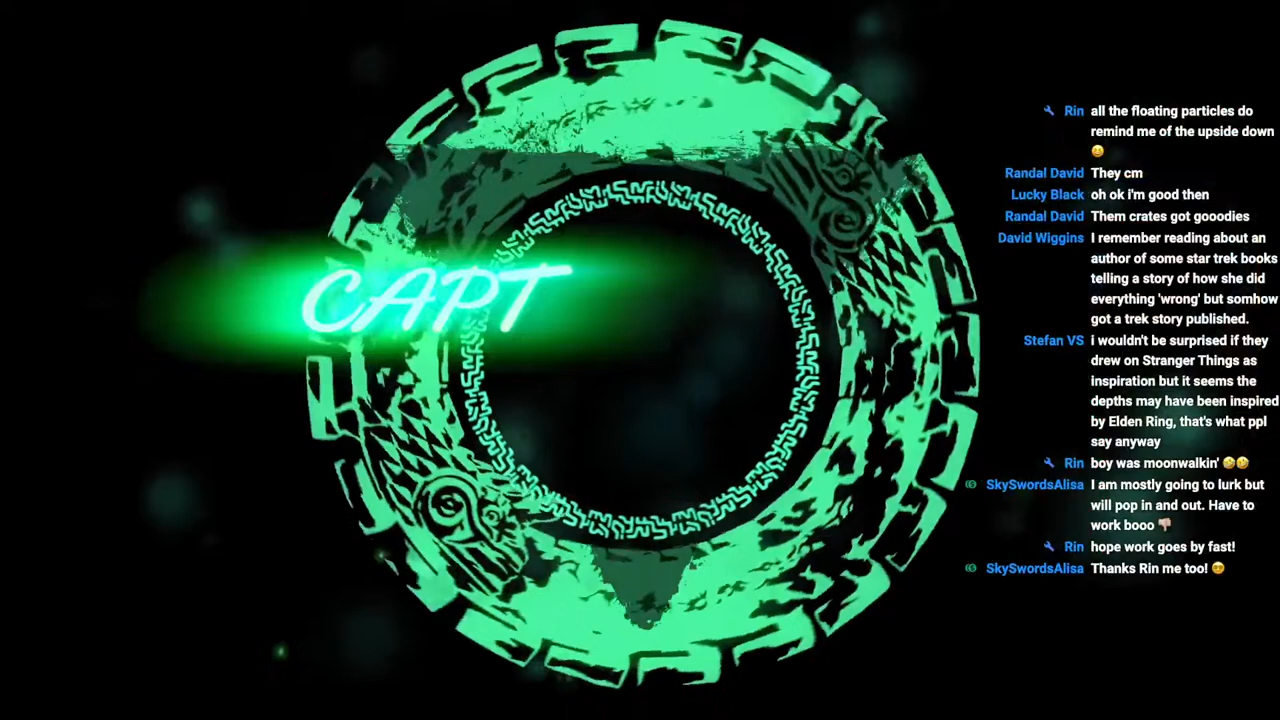 CAPT
Rin all the floating particles do
remind me of the upside down
😊
Randal David They cm
Lucky Black oh ok i'm good then
Randal David Them crates got gooodies
David Wiggins I remember reading about an
author of some star trek books
telling a story of how she did
everything 'wrong' but somhow
got a trek story published.
Stefan VS i wouldn't be surprised if they
drew on Stranger Things as
inspiration but it seems the
depths may have been inspired
by Elden Ring, that's what ppl
say anyway
Rin boy was moonwalkin' 🤣🤣
SkySwordsAlisa I am mostly going to lurk but
will pop in and out. Have to
work booo 👎🏼
Rin hope work goes by fast!
SkySwordsAlisa Thanks Rin me too! 😁